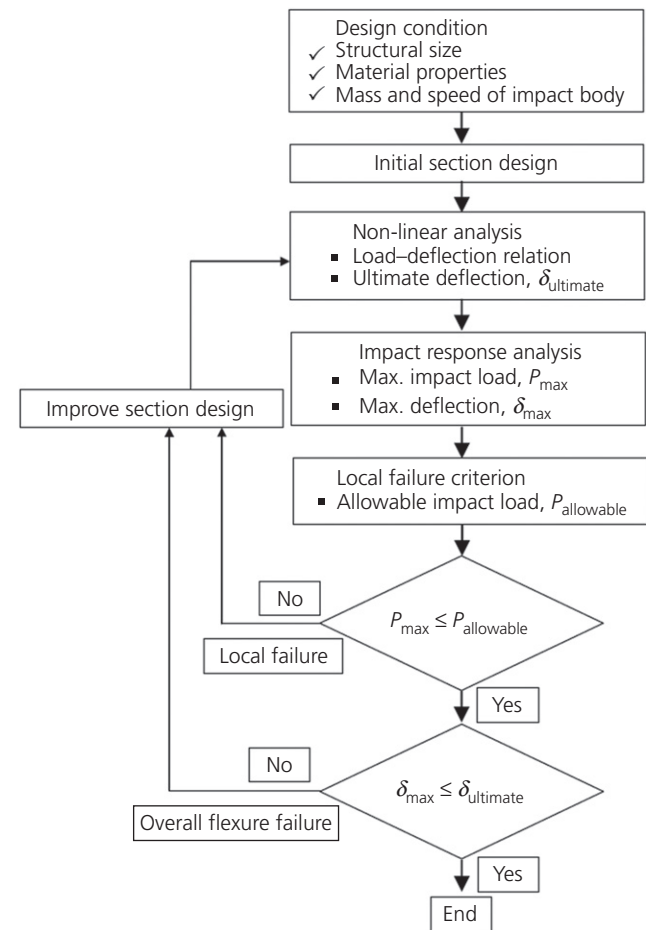 Design condition
✓ Structural size
✓ Material properties
✓ Mass and speed of impact body
Initial section design
Non-linear analysis
▪ Load–deflection relation
▪ Ultimate deflection, δultimate
Impact response analysis
▪ Max. impact load, Pmax
▪ Max. deflection, δmax
Improve section design
Local failure criterion
▪ Allowable impact load, Pallowable
No
Pmax ≤ Pallowable
Local failure
Yes
No
δmax ≤ δultimate
Overall flexure failure
Yes
End